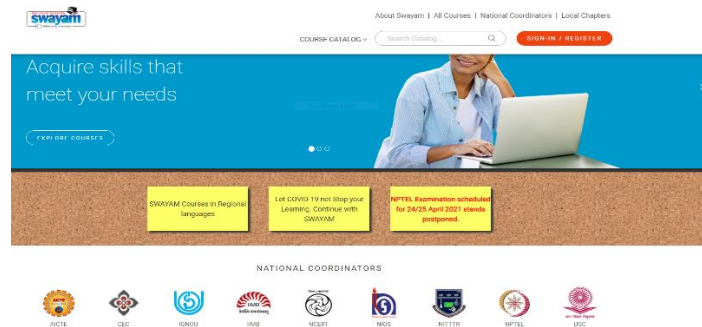 swayam
About Swayam | All Courses | National Coordinators | Local Chapters
COURSE CATALOG
Search Catalog...
SIGN-IN / REGISTER
Acquire skills that
meet your needs
EXPLORE COURSES
SWAYAM Courses in Regional
languages
Let COVID-19 not Stop your
Learning. Continue with
SWAYAM
NPTEL Examination scheduled
for 24/25 April 2021 stands
postponed.
NATIONAL COORDINATORS
AICTE
CEC
IGNOU
IIMB
NCERT
NIOS
NITTTR
NPTEL
UGC